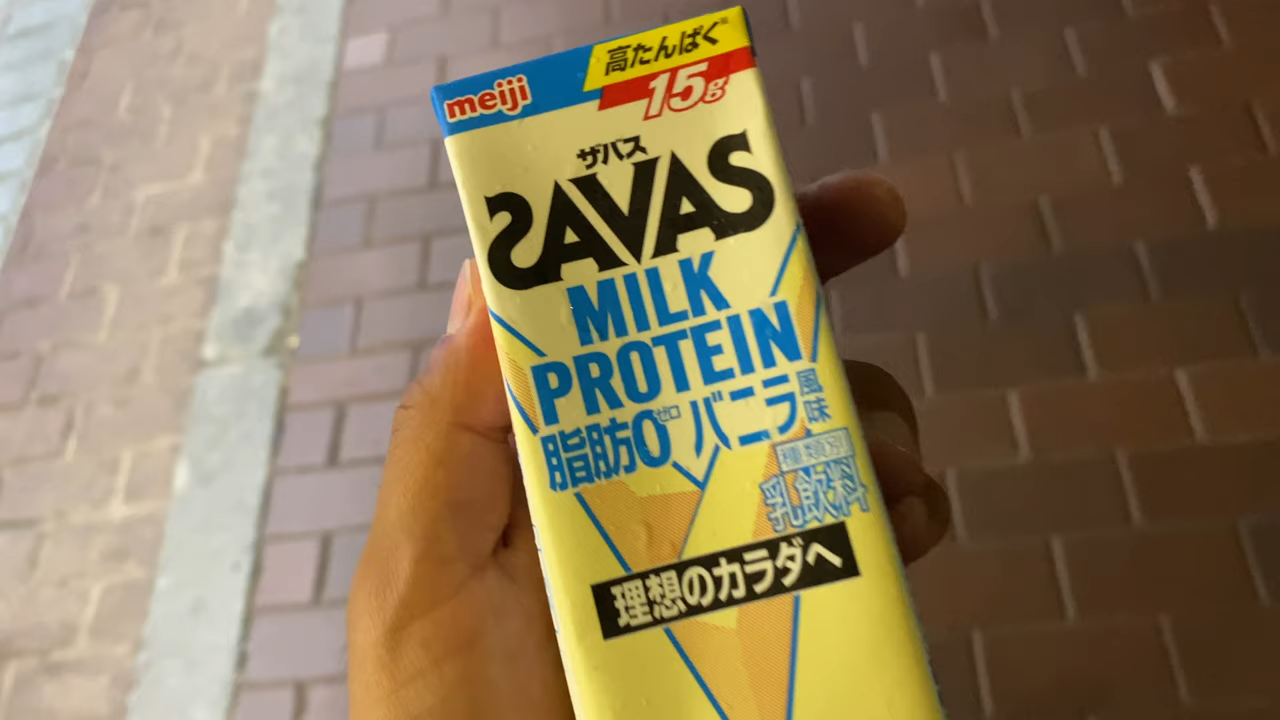 meiji
高たんぱく※
15g
ザバス
SAVAS
MILK
PROTEIN
脂肪0ゼロ バニラ風味
種類別
乳飲料
理想のカラダへ